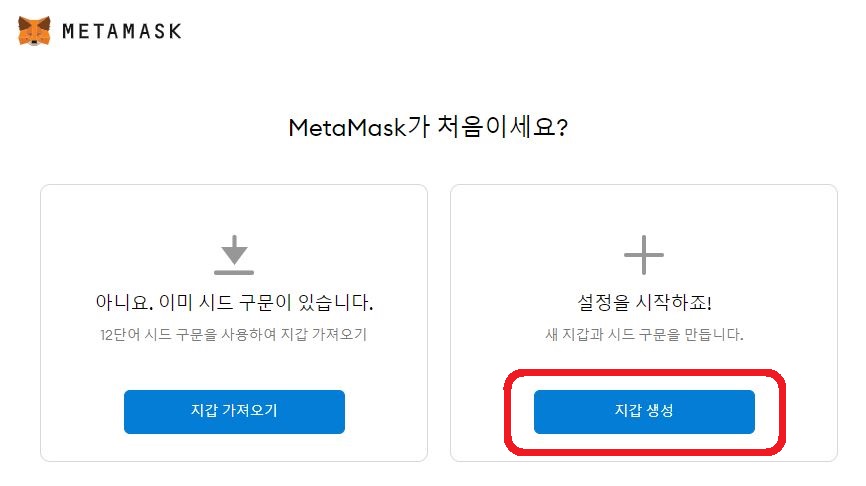 METAMASK
MetaMask가 처음이세요?
아니요. 이미 시드 구문이 있습니다.
12단어 시드 구문을 사용하여 지갑 가져오기
지갑 가져오기
설정을 시작하죠!
새 지갑과 시드 구문을 만듭니다.
지갑 생성